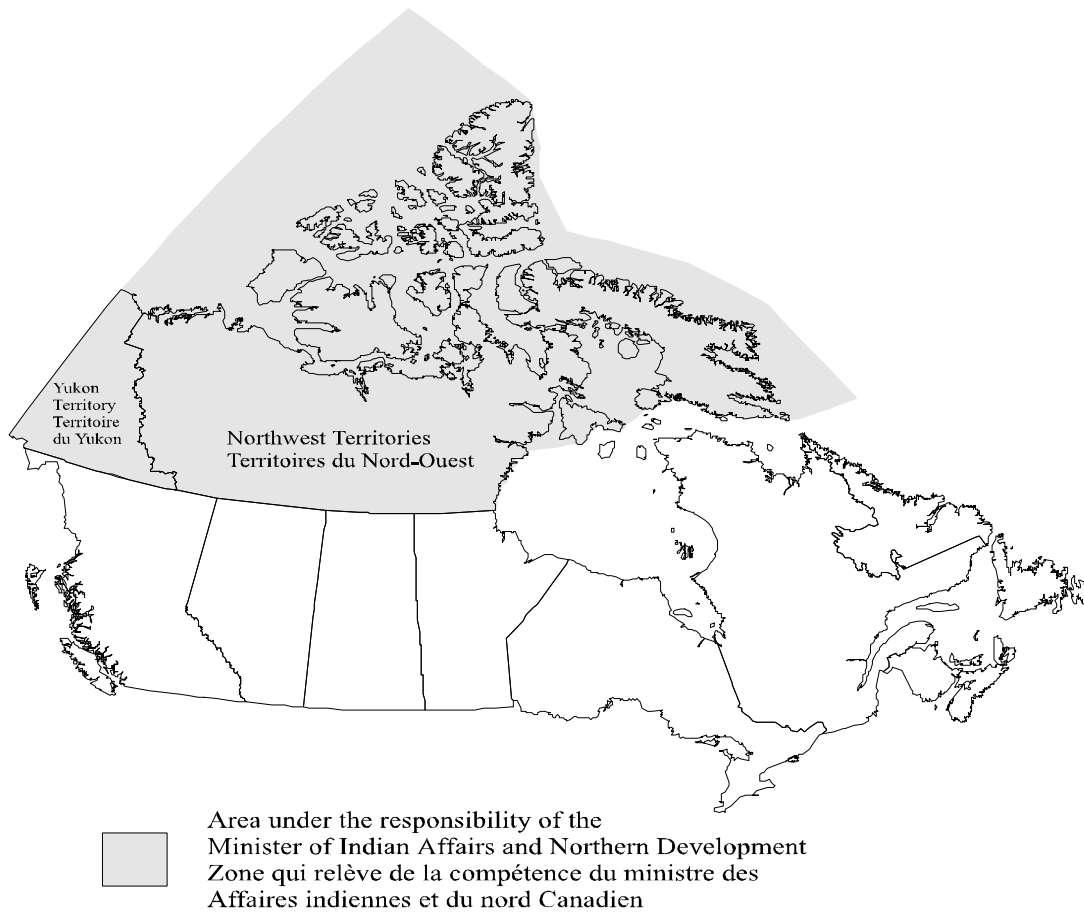 Yukon
Territory
Territoire
du Yukon
Northwest Territories
Territoires du Nord-Ouest
Area under the responsibility of the
Minister of Indian Affairs and Northern Development
Zone qui relève de la compétence du ministre des
Affaires indiennes et du nord Canadien